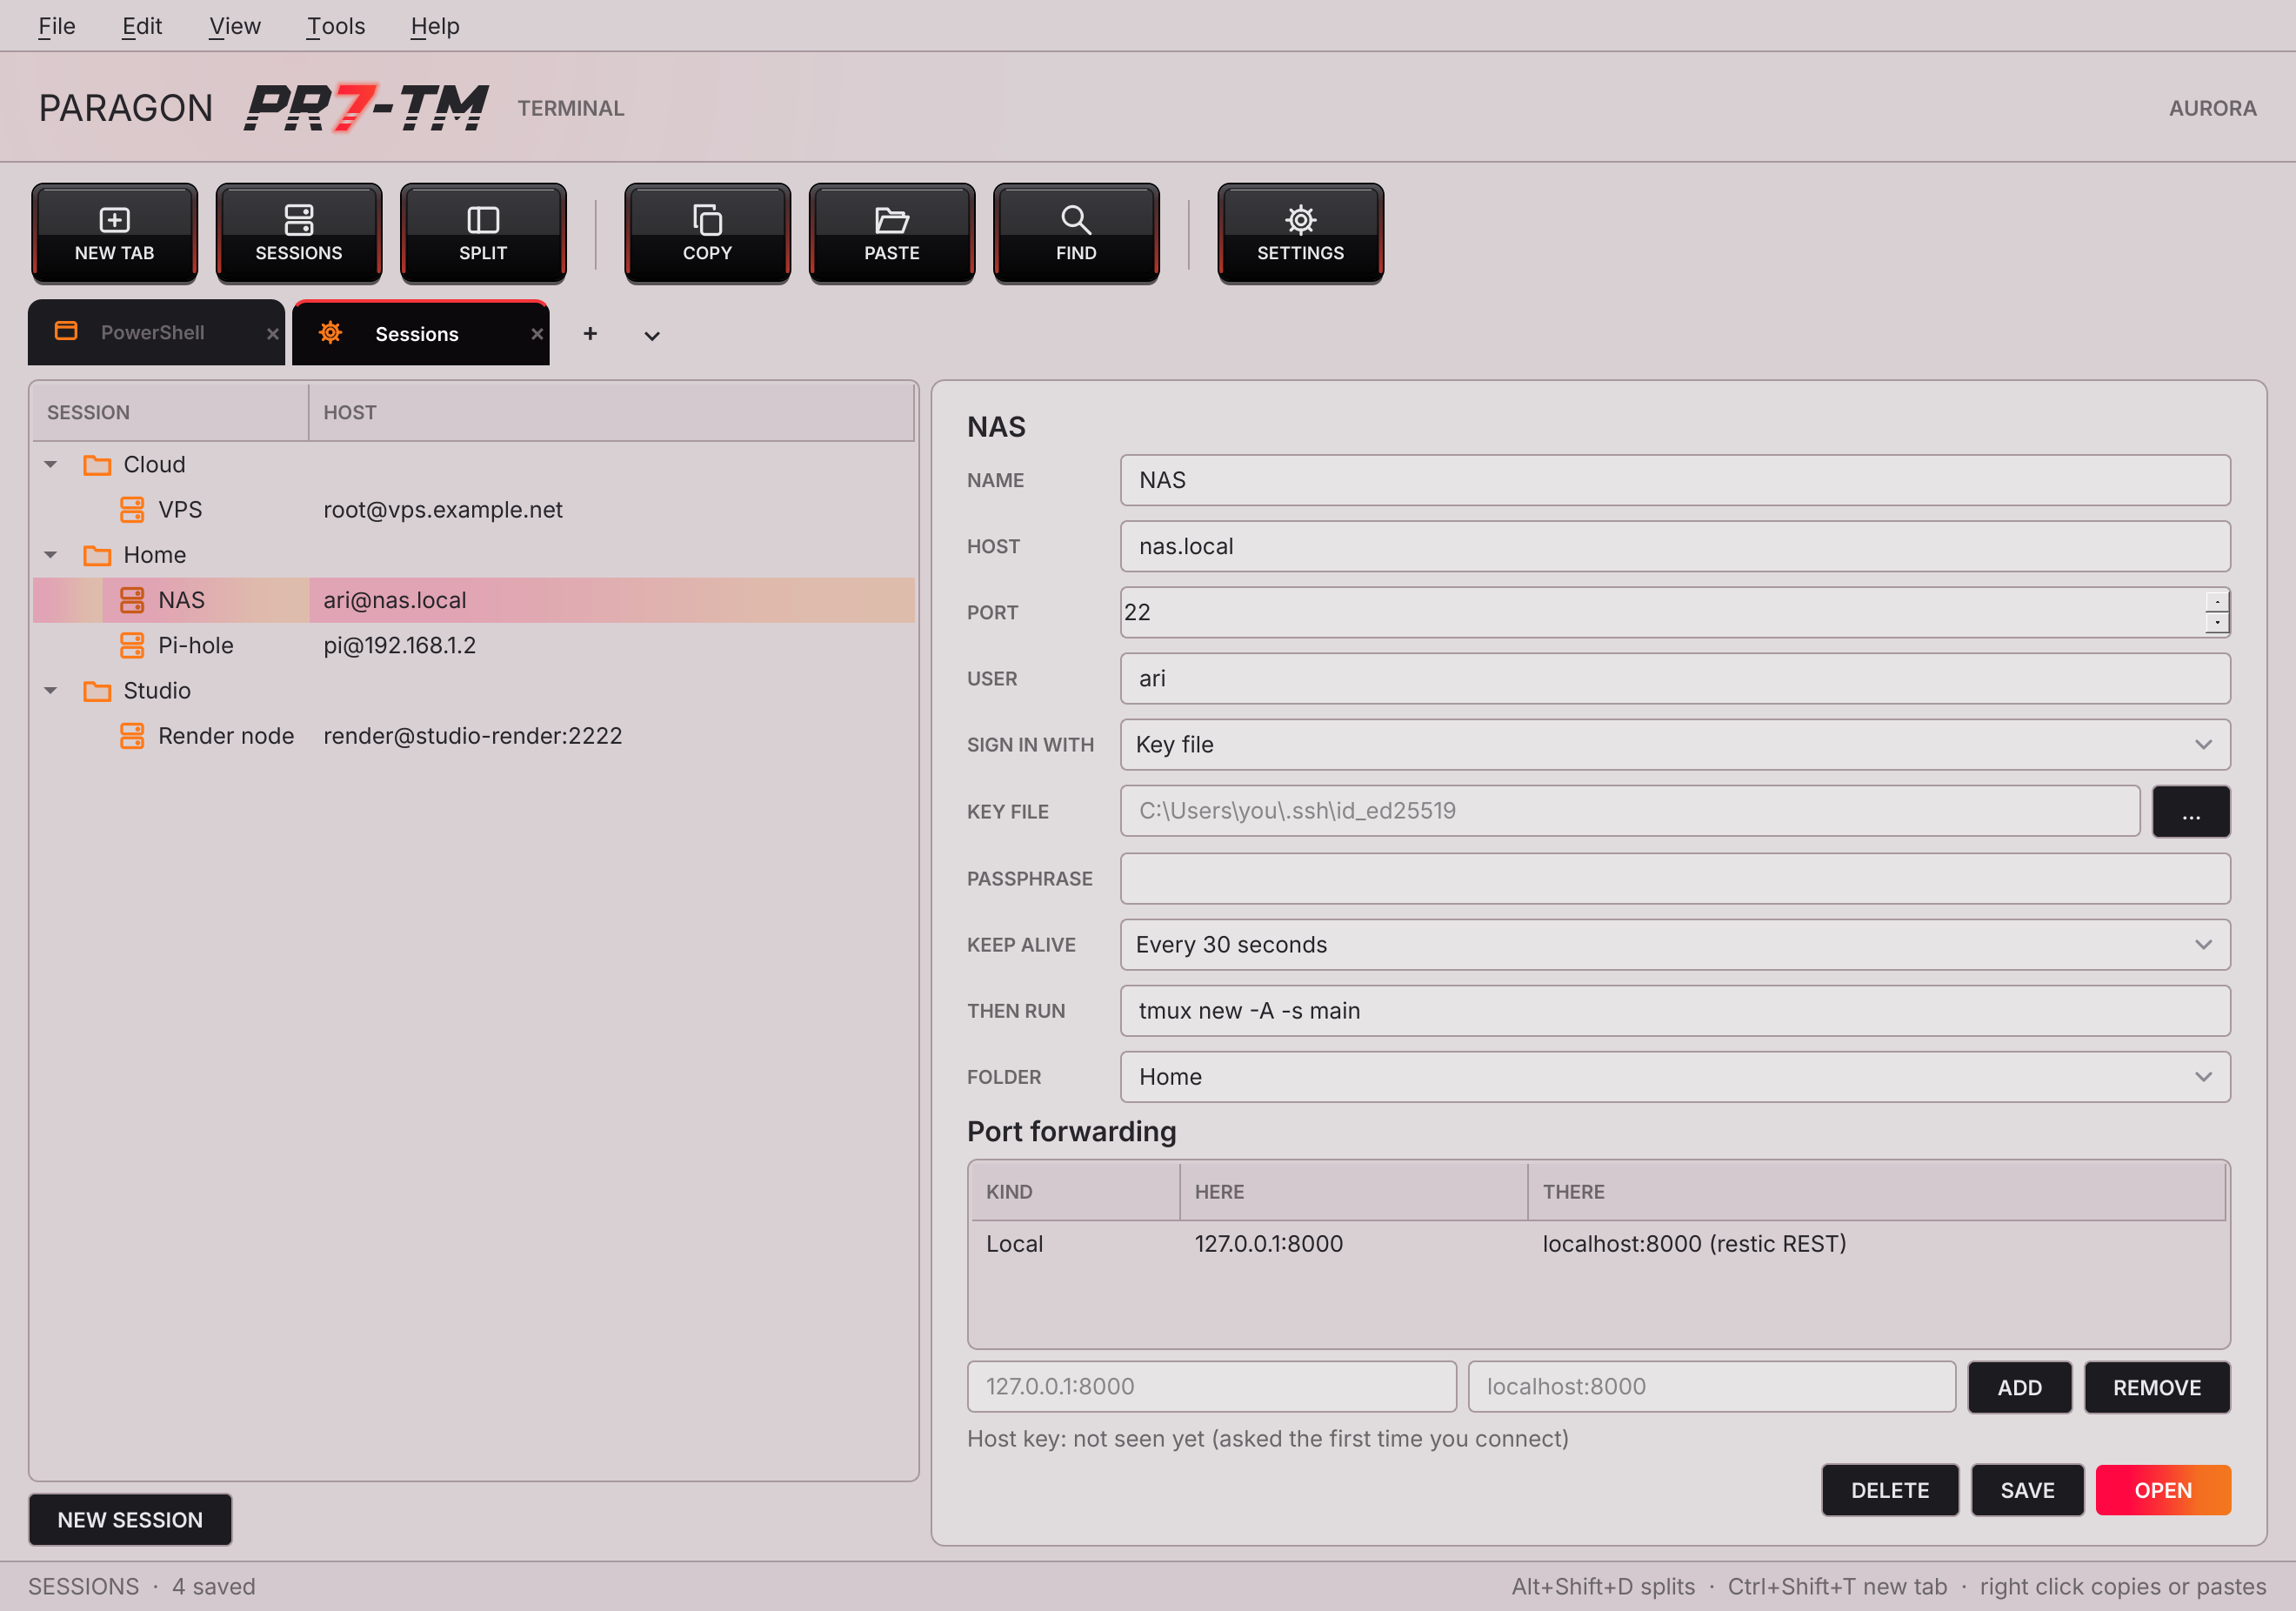 File Edit View Tools Help
PARAGON PR7-TM TERMINAL AURORA
NEW TAB SESSIONS SPLIT COPY PASTE FIND SETTINGS
PowerShell × Sessions × +
SESSION HOST
Cloud
VPS root@vps.example.net
Home
NAS ari@nas.local
Pi-hole pi@192.168.1.2
Studio
Render node render@studio-render:2222
NEW SESSION
NAS
NAME NAS
HOST nas.local
PORT 22
USER ari
SIGN IN WITH Key file
KEY FILE C:\Users\you\.ssh\id_ed25519 ...
PASSPHRASE
KEEP ALIVE Every 30 seconds
THEN RUN tmux new -A -s main
FOLDER Home
Port forwarding
KIND HERE THERE
Local 127.0.0.1:8000 localhost:8000 (restic REST)
127.0.0.1:8000 localhost:8000 ADD REMOVE
Host key: not seen yet (asked the first time you connect)
DELETE SAVE OPEN
SESSIONS · 4 saved Alt+Shift+D splits · Ctrl+Shift+T new tab · right click copies or pastes